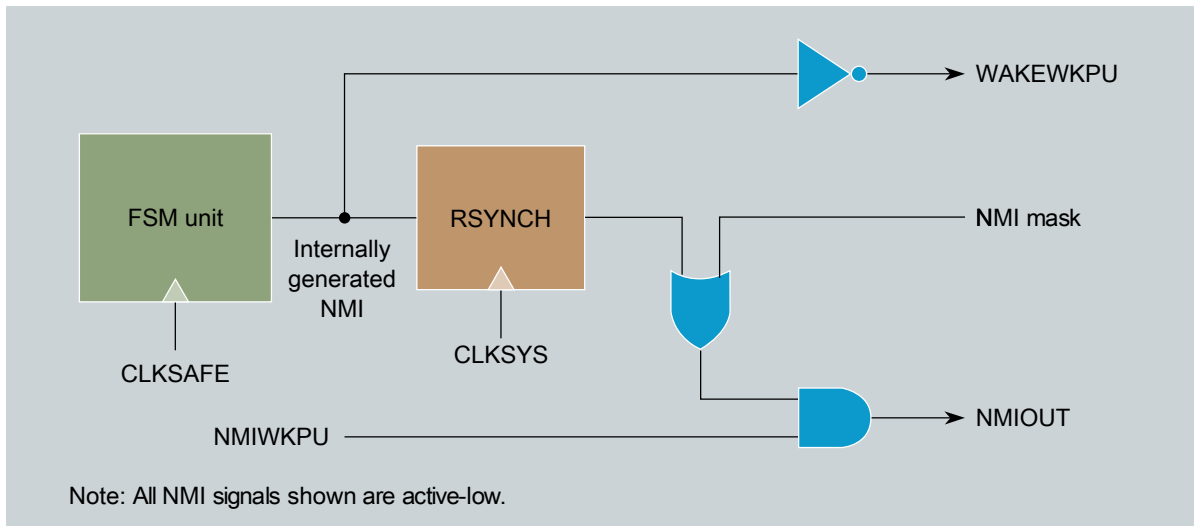 WAKEWKPU
FSM unit
RSYNCH
NMI mask
Internally
generated
NMI
CLKSAFE
CLKSYS
NMIWKPU
NMIOUT
Note: All NMI signals shown are active-low.